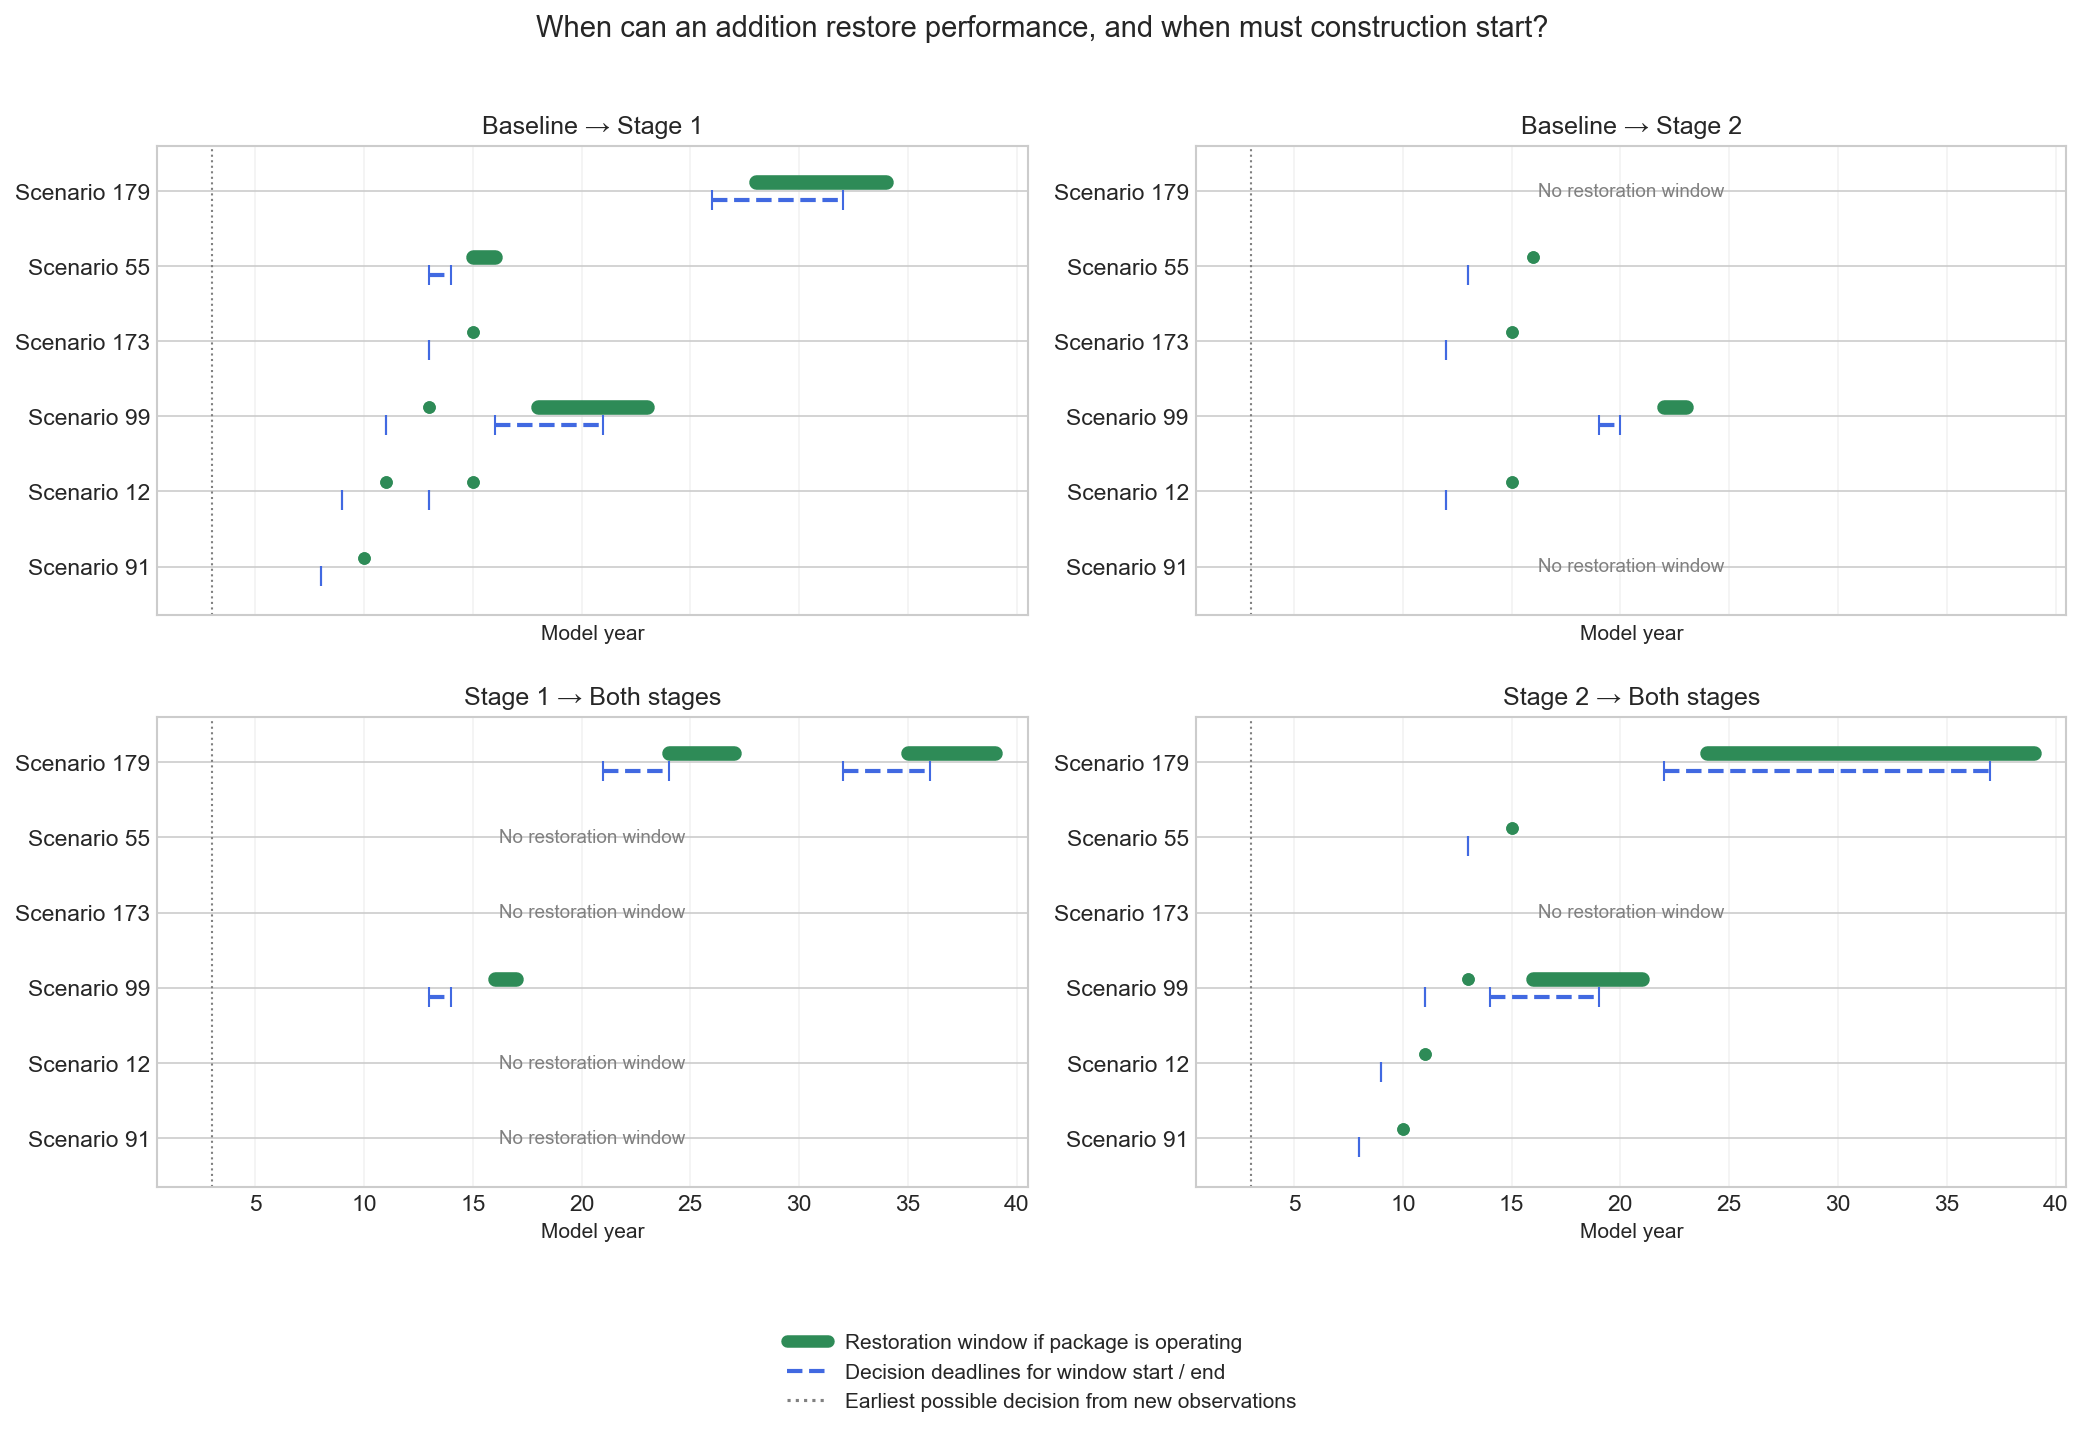 When can an addition restore performance, and when must construction start?
Baseline → Stage 1
Scenario 179
Scenario 55
Scenario 173
Scenario 99
Scenario 12
Scenario 91
Model year
Baseline → Stage 2
Scenario 179
No restoration window
Scenario 55
Scenario 173
Scenario 99
Scenario 12
Scenario 91
No restoration window
Model year
Stage 1 → Both stages
Scenario 179
Scenario 55
No restoration window
Scenario 173
No restoration window
Scenario 99
Scenario 12
No restoration window
Scenario 91
No restoration window
5 10 15 20 25 30 35 40
Model year
Stage 2 → Both stages
Scenario 179
Scenario 55
Scenario 173
No restoration window
Scenario 99
Scenario 12
Scenario 91
5 10 15 20 25 30 35 40
Model year
Restoration window if package is operating
Decision deadlines for window start / end
Earliest possible decision from new observations